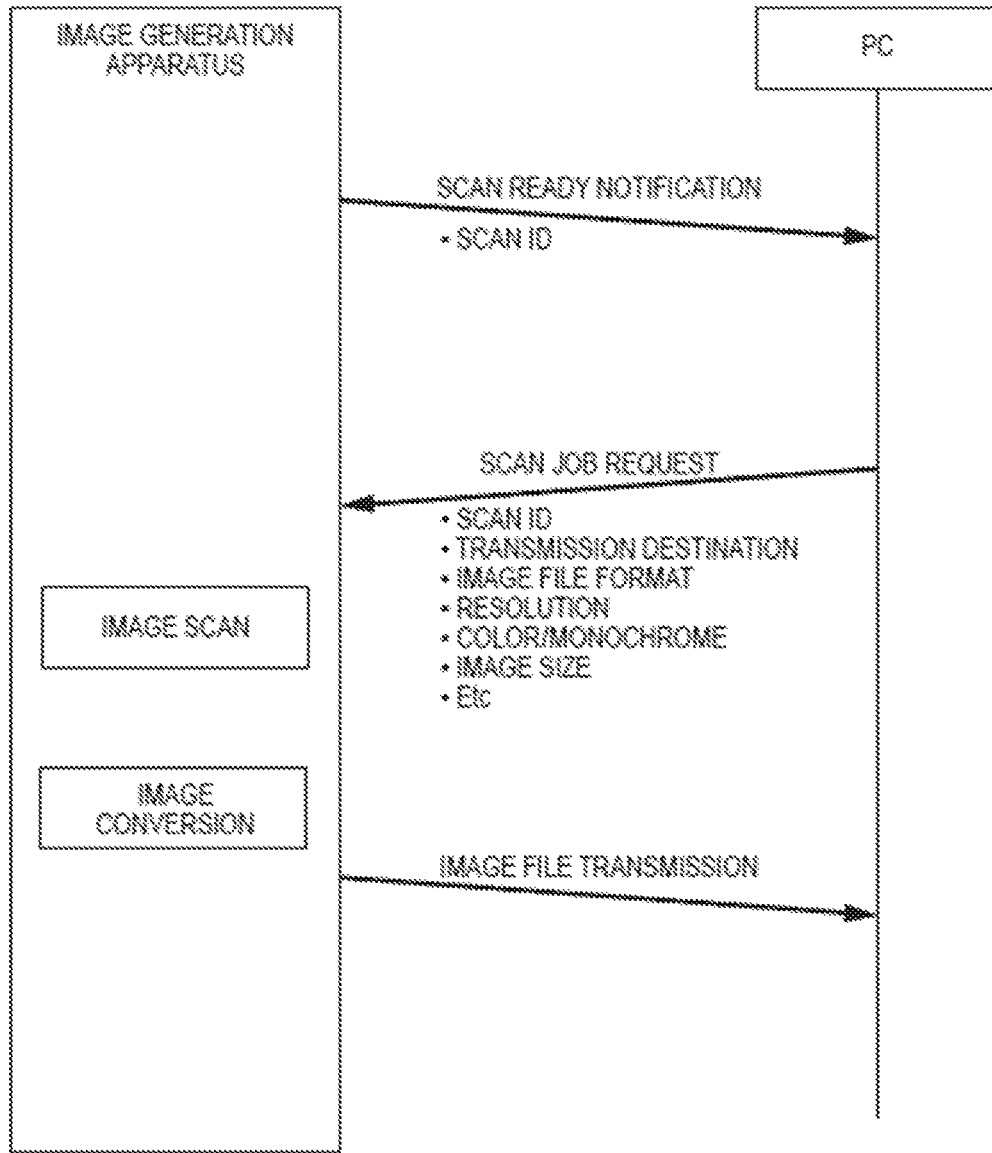 IMAGE GENERATION
APPARATUS
PC
SCAN READY NOTIFICATION
• SCAN ID
SCAN JOB REQUEST
• SCAN ID
• TRANSMISSION DESTINATION
• IMAGE FILE FORMAT
• RESOLUTION
• COLOR/MONOCHROME
• IMAGE SIZE
• Etc
IMAGE SCAN
IMAGE
CONVERSION
IMAGE FILE TRANSMISSION